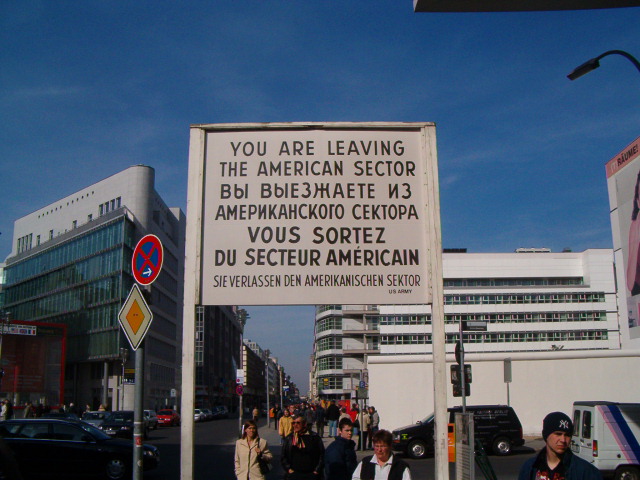 YOU ARE LEAVING
THE AMERICAN SECTOR
ВЫ ВЫЕЗЖАЕТЕ ИЗ
АМЕРИКАНСКОГО СЕКТОРА
VOUS SORTEZ
DU SECTEUR AMÉRICAIN
SIE VERLASSEN DEN AMERIKANISCHEN SEKTOR
US ARMY
RÄUME!